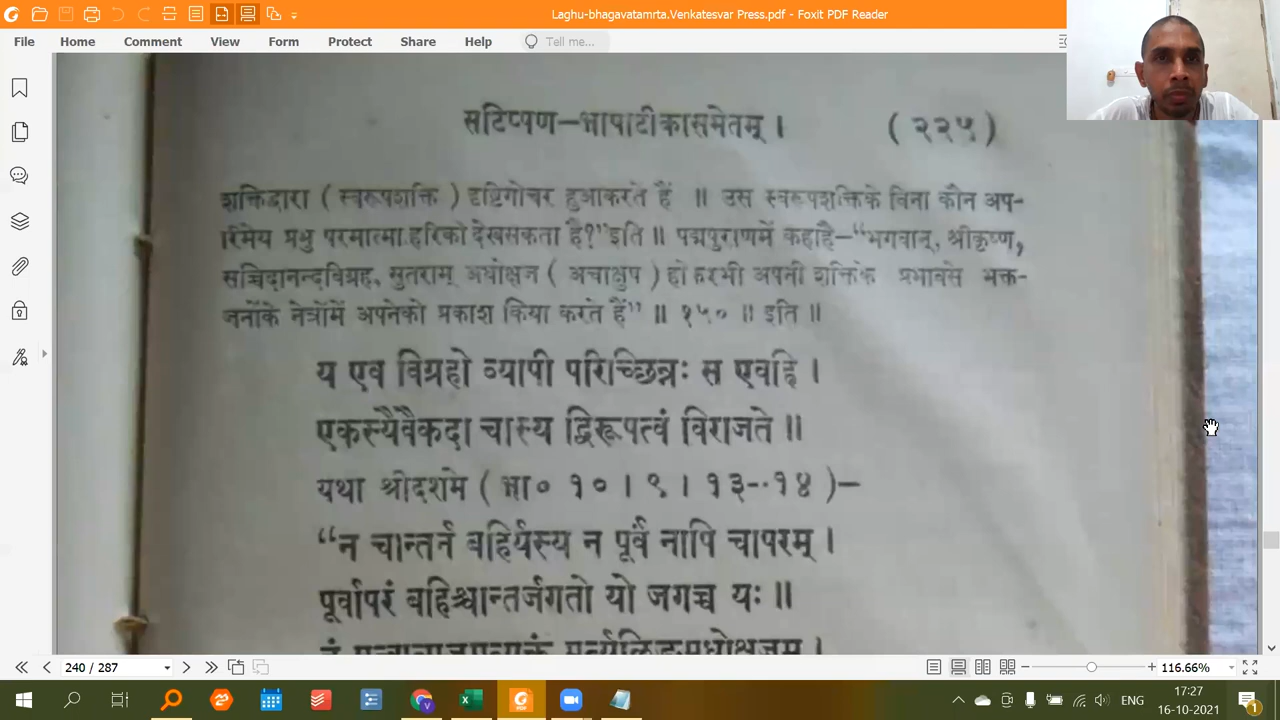 Laghu-bhagavatamrta.Venkatesvar Press.pdf - Foxit PDF Reader
File Home Comment View Form Protect Share Help Tell me...
सटिप्पण-भाषाटीकासमेतम् । ( २२५ )
शक्तिद्वारा ( स्वरूपशक्ति ) दृष्टिगोचर हुआकरते हैं ॥ उस स्वरूपशक्तिके विना कौन अप-
रिमेय प्रभु परमात्मा हरिको देखसकता है?”इति ॥ पद्मपुराणमें कहाहै—“भगवान्, श्रीकृष्ण,
सच्चिदानन्दविग्रह, सुतराम् अधोक्षज ( अचाक्षुष ) होकरभी अपनी शक्तिके प्रभावसे भक्त-
जनोंके नेत्रोंमें अपनेको प्रकाश किया करते हैं” ॥ १५० ॥ इति ॥
य एव विग्रहो व्यापी परिच्छिन्नः स एवहि ।
एकस्यैवैकदा चास्य द्विरूपत्वं विराजते ॥
यथा श्रीदशमे ( भा० १० । ९ । १३--१४ )—
“न चान्तर्न बहिर्यस्य न पूर्वं नापि चापरम् ।
पूर्वापरं बहिश्चान्तर्जगतो यो जगच्च यः ॥
240 / 287 116.66%
ENG 17:27
16-10-2021
1